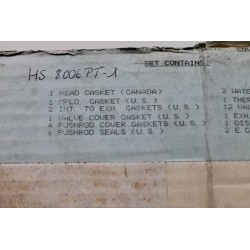 HS 8006PT-1
SET CONTAINS
1 HEAD GASKET (CANADA)
1 MFLD. GASKET (U.S.)
2 INT. TO EXH. GASKETS (U.S.)
1 VALVE COVER GASKET (U.S.)
4 PUSHROD COVER GASKETS (U.S.)
6 PUSHROD SEALS (U.S.)
2 WATE
1 THER
12 VAL
1 EXH.
1 DIS
2 E.G